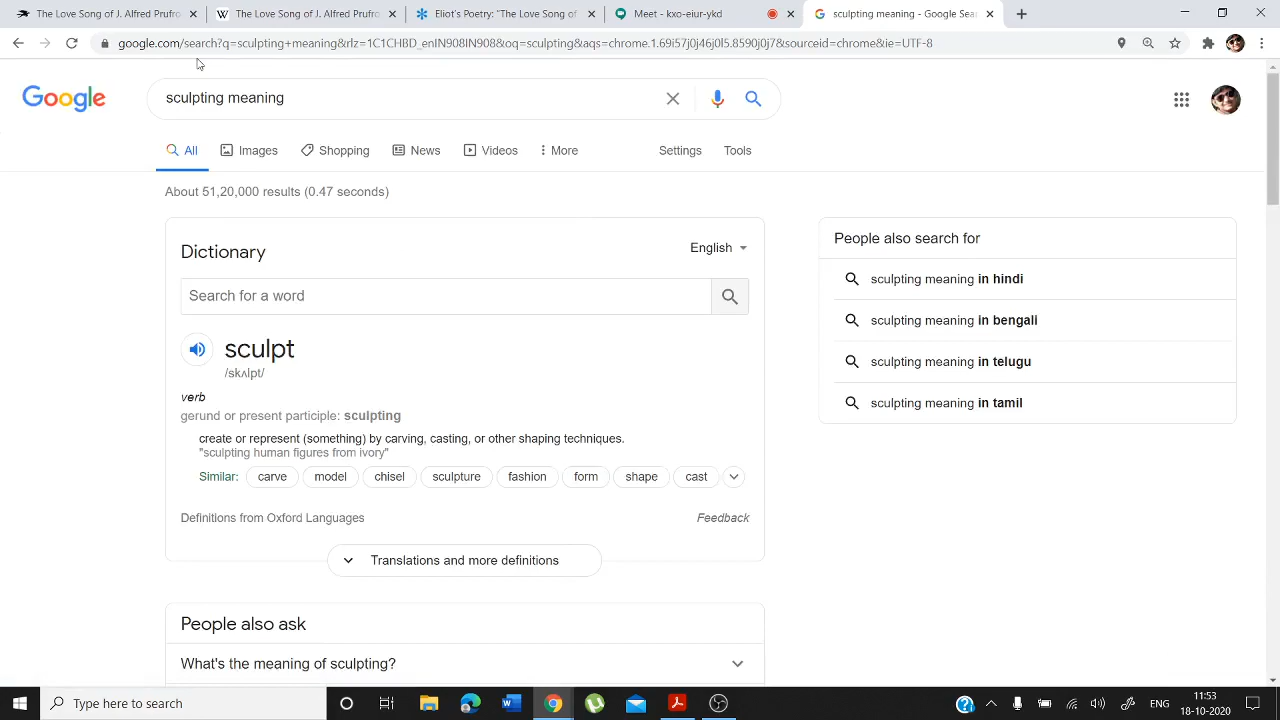 The Love Song of J. Alfred Prufro
The Love Song of J. Alfred Prufro
Eliot's Poetry: "The Love Song of
Meet - kxo-eiur-ykd
sculpting meaning - Google Sear
google.com/search?q=sculpting+meaning&rlz=1C1CHBD_enIN908IN908&oq=sculpting&aqs=chrome.1.69i57j0j46j0l5.8590j0j7&sourceid=chrome&ie=UTF-8
Google
sculpting meaning
All
Images
Shopping
News
Videos
More
Settings
Tools
About 51,20,000 results (0.47 seconds)
Dictionary
English
Search for a word
sculpt
/skʌlpt/
verb
gerund or present participle: sculpting
create or represent (something) by carving, casting, or other shaping techniques.
"sculpting human figures from ivory"
Similar: carve model chisel sculpture fashion form shape cast
Definitions from Oxford Languages
Feedback
Translations and more definitions
People also ask
What's the meaning of sculpting?
People also search for
sculpting meaning in hindi
sculpting meaning in bengali
sculpting meaning in telugu
sculpting meaning in tamil
Type here to search
ENG
11:53
18-10-2020